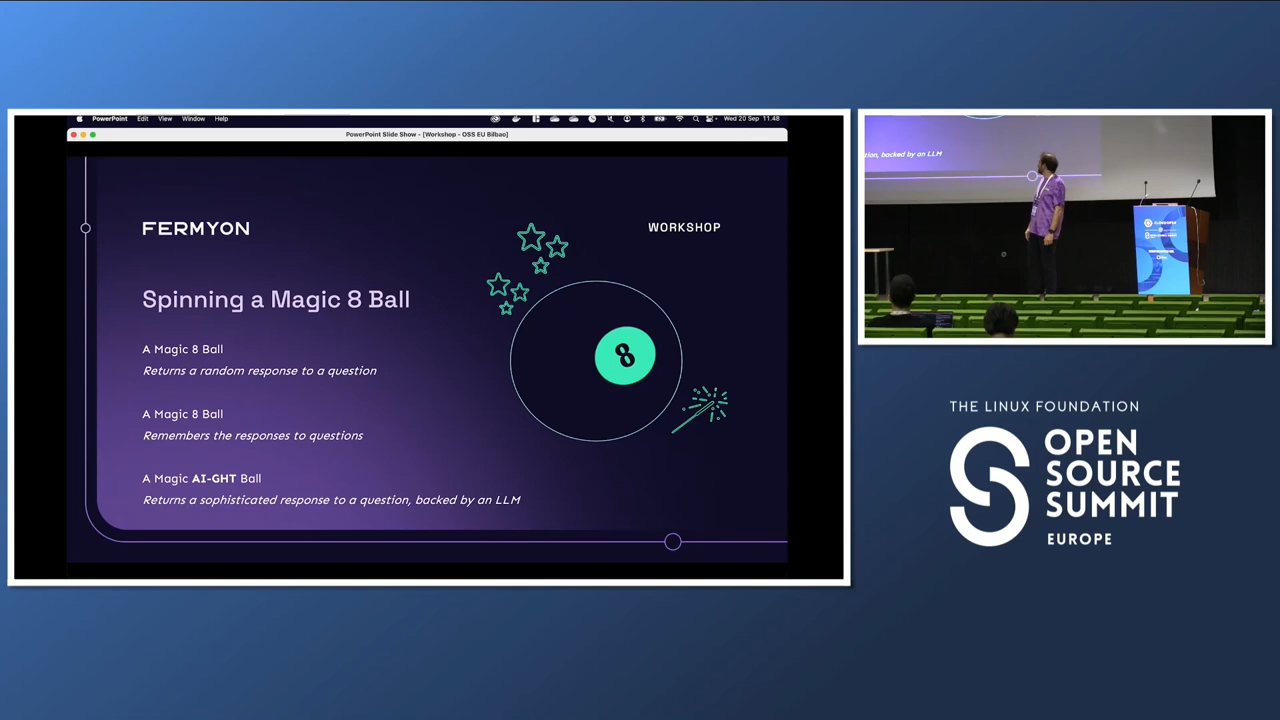 PowerPoint Edit View Window Help
Wed 20 Sep 11.48
PowerPoint Slide Show - [Workshop - OSS EU Bilbao]
FERMYON
WORKSHOP
Spinning a Magic 8 Ball
8
A Magic 8 Ball
Returns a random response to a question
A Magic 8 Ball
Remembers the responses to questions
A Magic AI-GHT Ball
Returns a sophisticated response to a question, backed by an LLM
tion, backed by an LLM
THE LINUX FOUNDATION
OPEN
SOURCE
SUMMIT
EUROPE